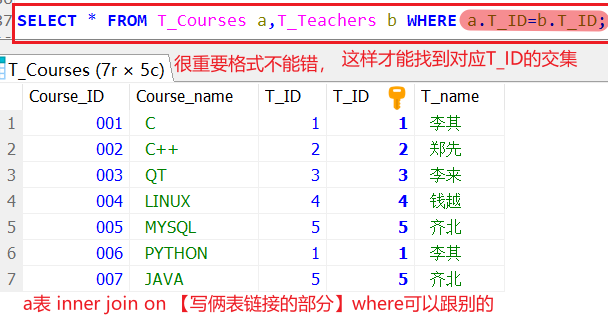 37 SELECT * FROM T_Courses a,T_Teachers b WHERE a.T_ID=b.T_ID;
很重要格式不能错， 这样才能找到对应T_ID的交集
T_Courses (7r × 5c)
Course_ID Course_name T_ID T_ID T_name
1 001 C 1 1 李其
2 002 C++ 2 2 郑先
3 003 QT 3 3 李来
4 004 LINUX 4 4 钱越
5 005 MYSQL 5 5 齐北
6 006 PYTHON 1 1 李其
7 007 JAVA 5 5 齐北
a表 inner join on 【写俩表链接的部分】where可以跟别的